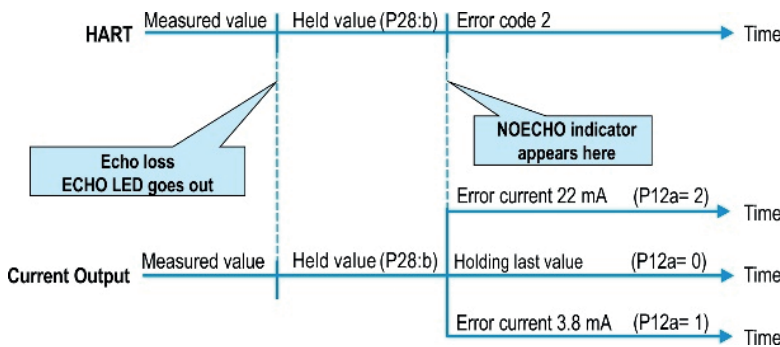 HART
Measured value
Held value (P28:b)
Error code 2
Time
Echo loss
ECHO LED goes out
NOECHO indicator
appears here
Error current 22 mA (P12a= 2)
Time
Current Output
Measured value
Held value (P28:b)
Holding last value (P12a= 0)
Time
Error current 3.8 mA (P12a= 1)
Time